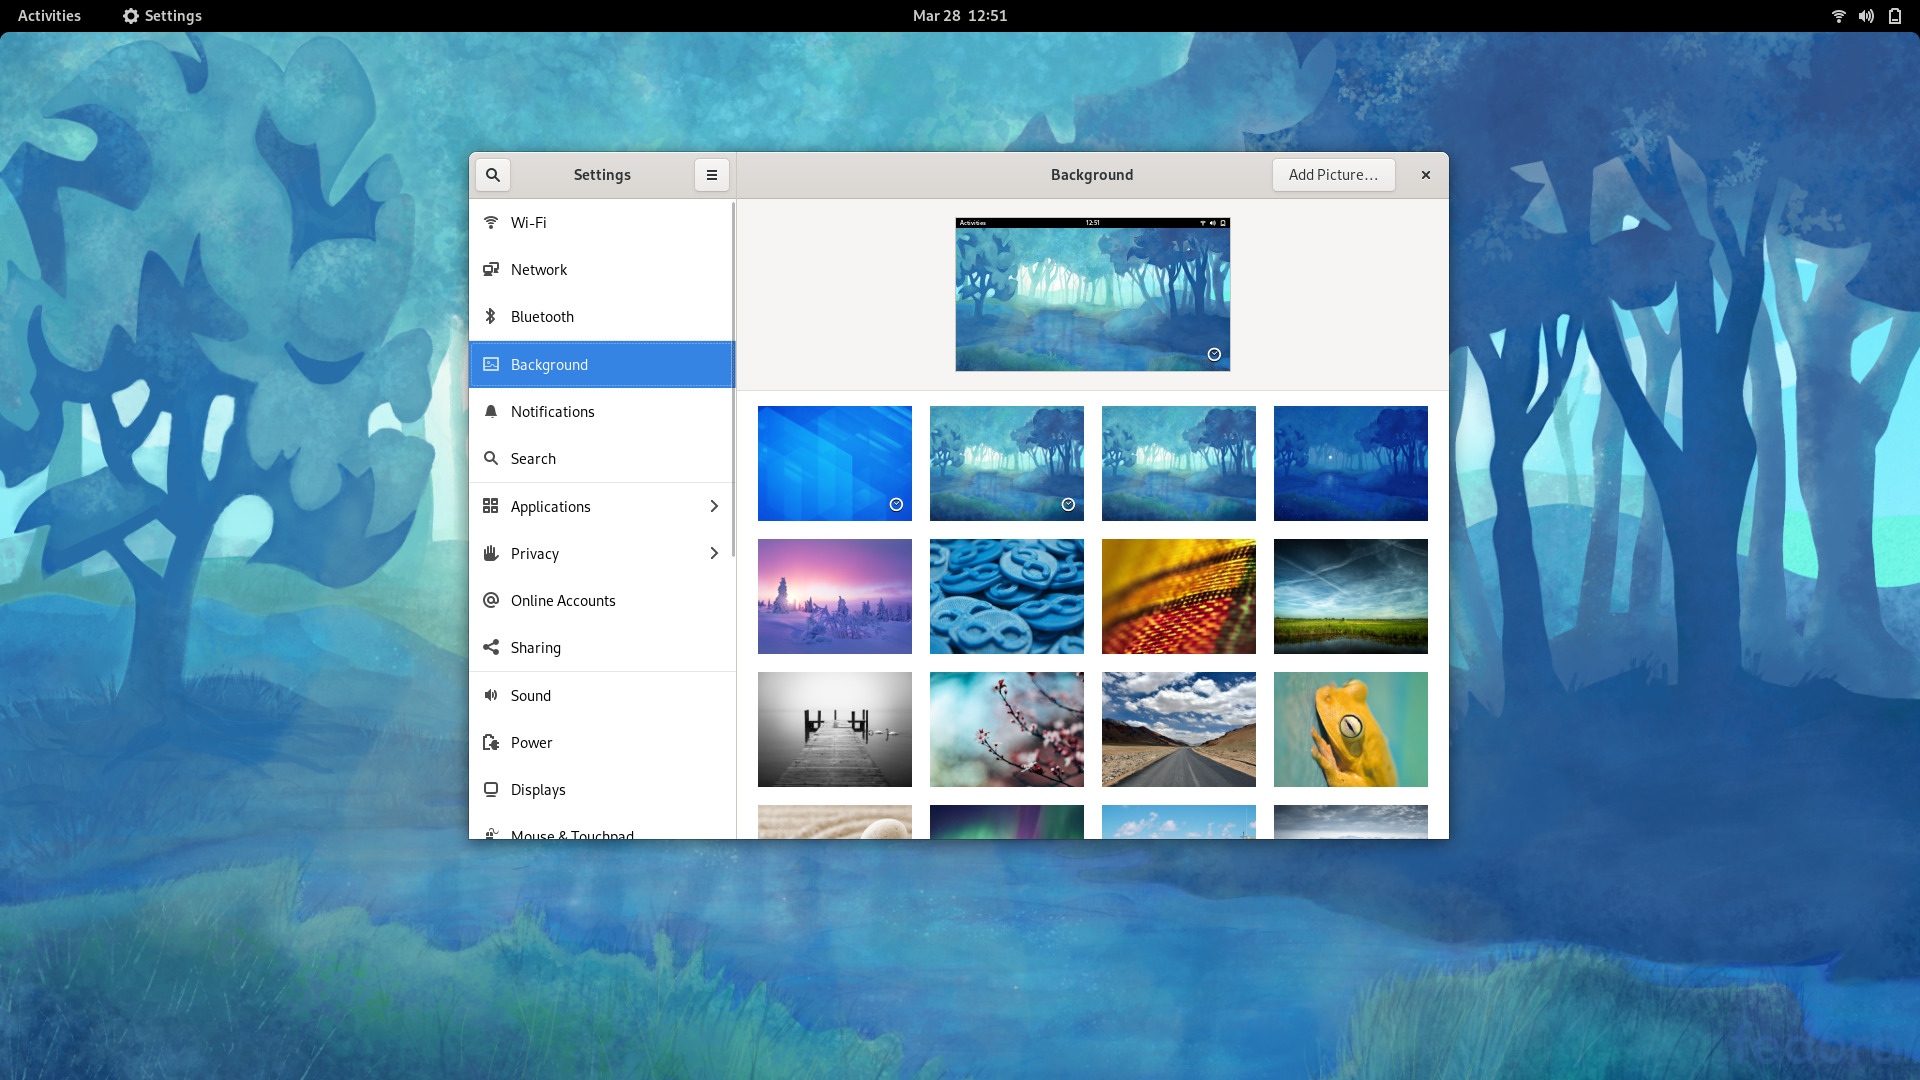 Activities
Settings
Mar 28 12:51
Settings
Background
Add Picture...
Wi-Fi
Network
Bluetooth
Background
Notifications
Search
Applications
Privacy
Online Accounts
Sharing
Sound
Power
Displays
Mouse & Touchpad
Activities
12:51
fedora